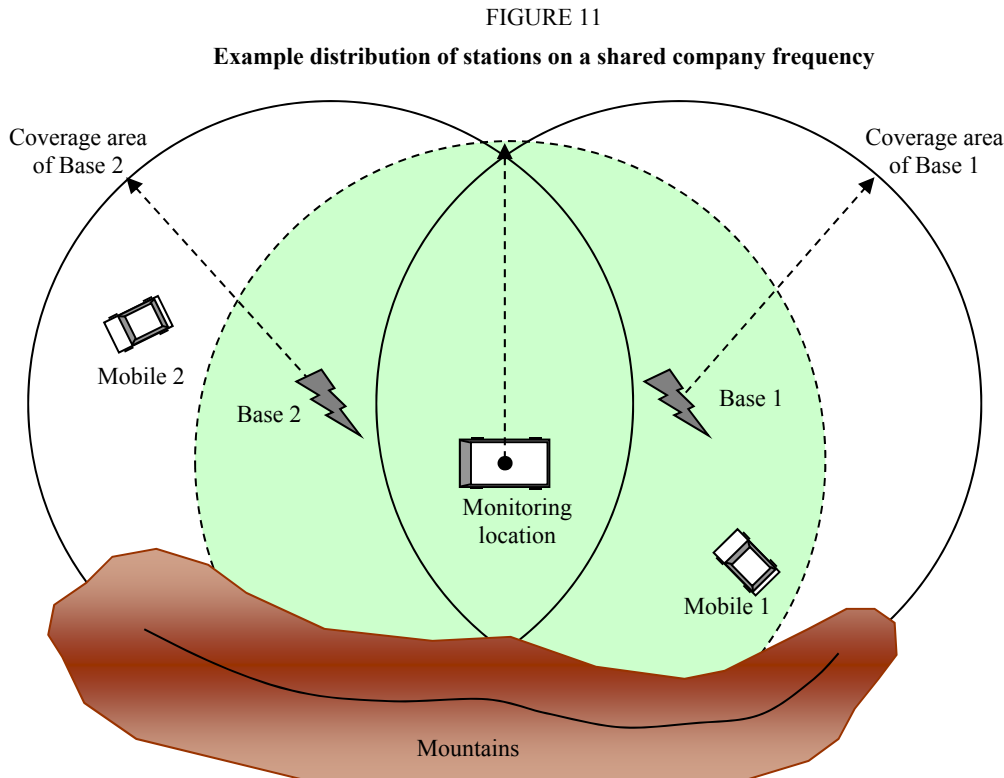 FIGURE 11
Example distribution of stations on a shared company frequency
Coverage area
of Base 2
Coverage area
of Base 1
Mobile 2
Base 2
Base 1
Monitoring
location
Mobile 1
Mountains